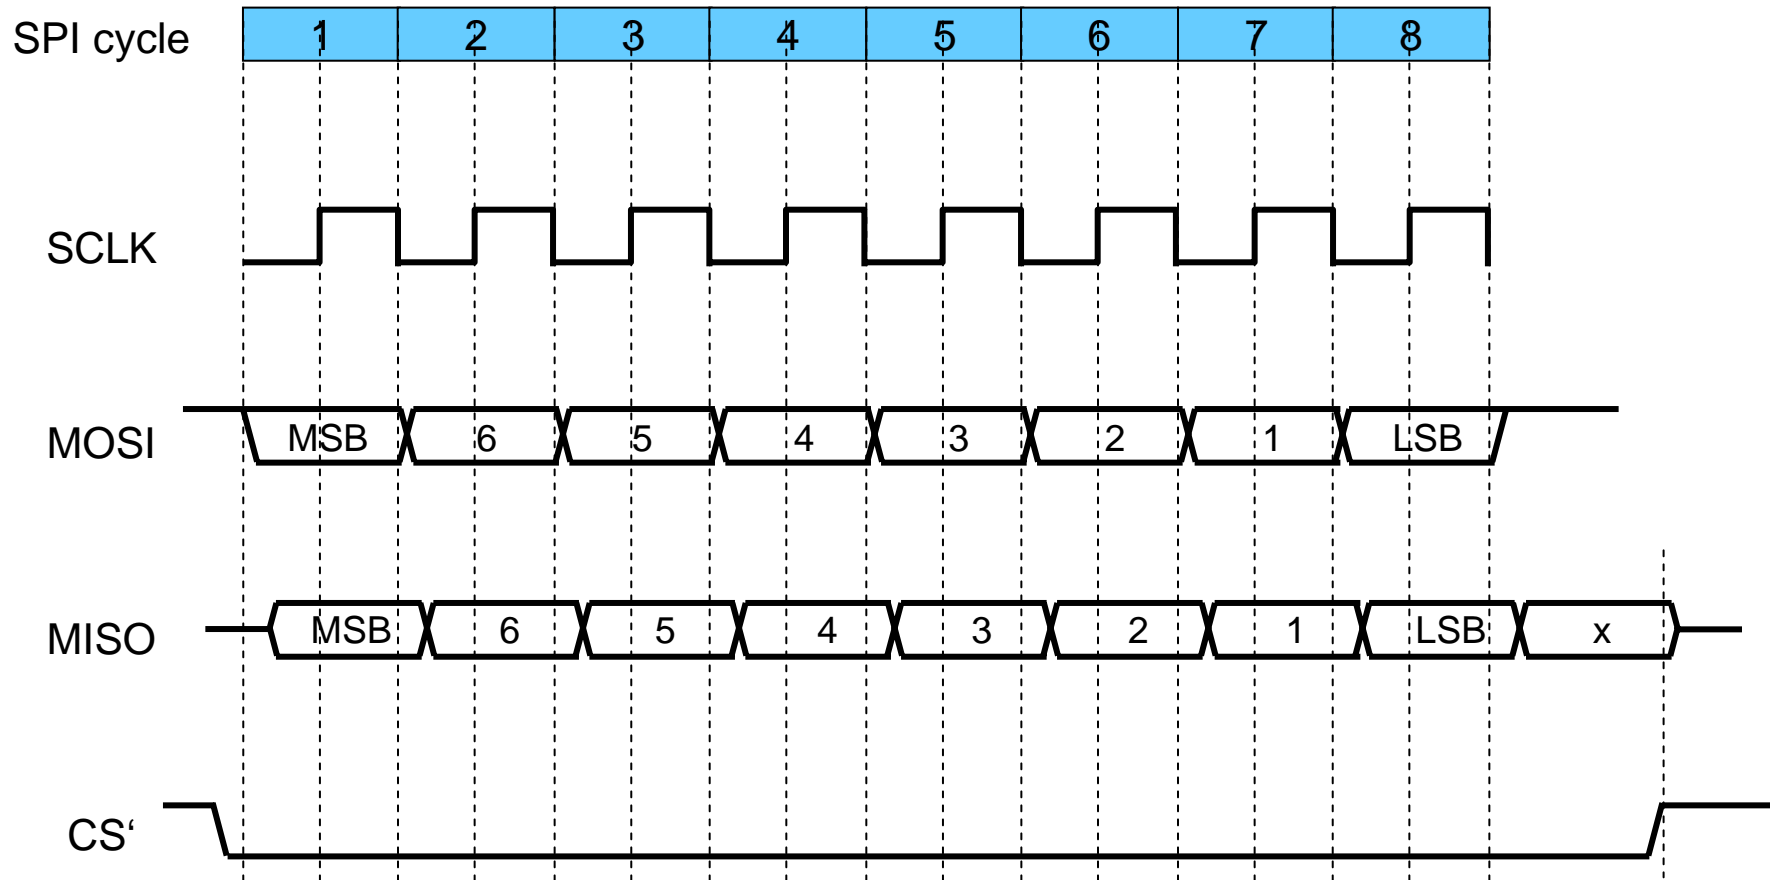 SPI cycle 1 2 3 4 5 6 7 8
SCLK
MOSI MSB 6 5 4 3 2 1 LSB
MISO MSB 6 5 4 3 2 1 LSB x
CS‘